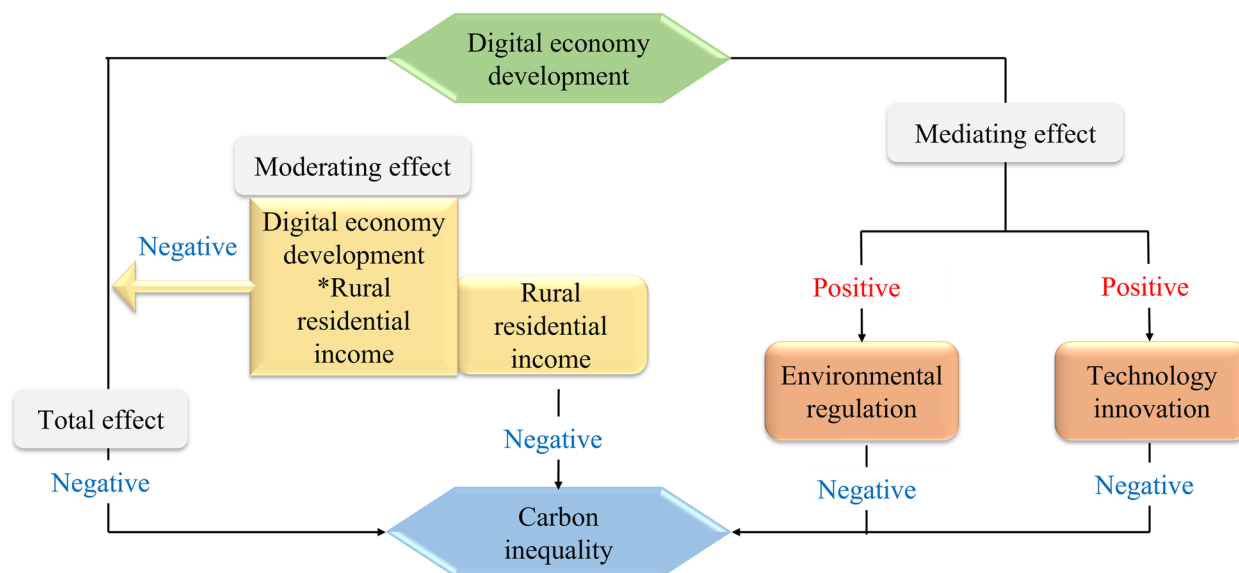 Digital economy
development
Mediating effect
Moderating effect
Digital economy
development
*Rural
residential
income
Negative
Rural
residential
income
Positive
Positive
Environmental
regulation
Technology
innovation
Total effect
Negative
Negative
Negative
Negative
Carbon
inequality